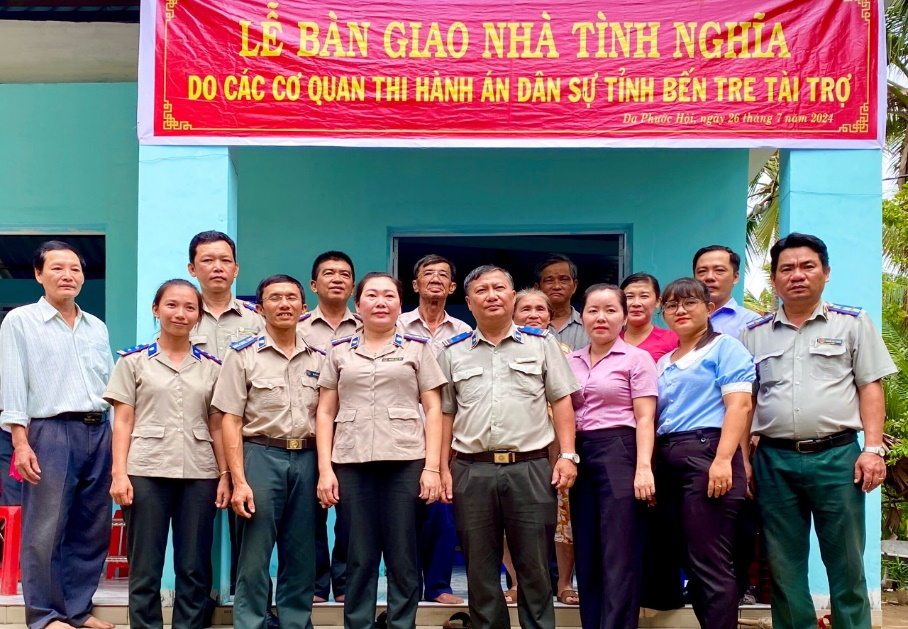 LỄ BÀN GIAO NHÀ TÌNH NGHĨA
DO CÁC CƠ QUAN THI HÀNH ÁN DÂN SỰ TỈNH BẾN TRE TÀI TRỢ
Đa Phước Hội, ngày 26 tháng 7 năm 2024